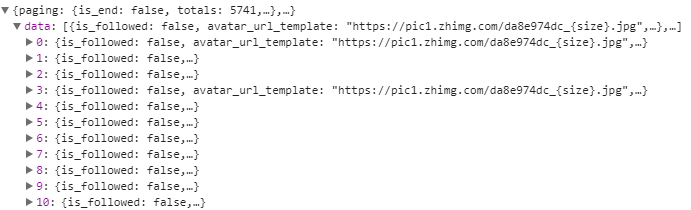 ▼{paging: {is_end: false, totals: 5741,…},…}
▼data: [{is_followed: false, avatar_url_template: "https://pic1.zhimg.com/da8e974dc_{size}.jpg",…},…]
▶0: {is_followed: false, avatar_url_template: "https://pic1.zhimg.com/da8e974dc_{size}.jpg",…}
▶1: {is_followed: false,…}
▶2: {is_followed: false,…}
▶3: {is_followed: false, avatar_url_template: "https://pic1.zhimg.com/da8e974dc_{size}.jpg",…}
▶4: {is_followed: false,…}
▶5: {is_followed: false,…}
▶6: {is_followed: false,…}
▶7: {is_followed: false,…}
▶8: {is_followed: false,…}
▶9: {is_followed: false,…}
▶10: {is_followed: false,…}